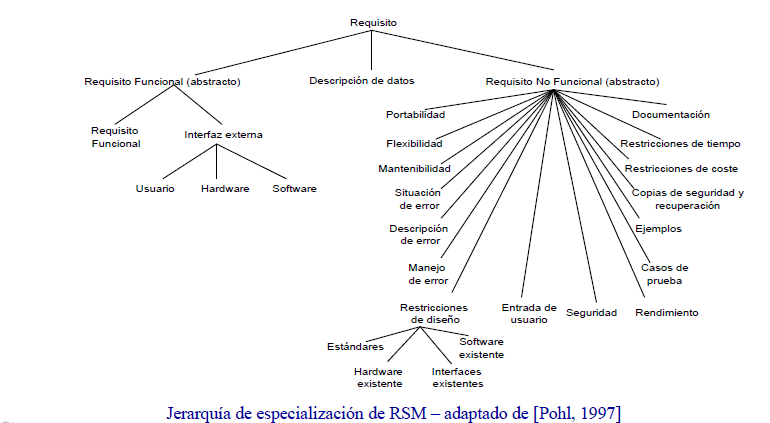 Requisito
Requisito Funcional (abstracto)
Descripción de datos
Requisito No Funcional (abstracto)
Requisito
Funcional
Interfaz externa
Usuario
Hardware
Software
Portabilidad
Flexibilidad
Mantenibilidad
Situación
de error
Descripción
de error
Manejo
de error
Restricciones
de diseño
Estándares
Hardware
existente
Interfaces
existentes
Software
existente
Entrada de
usuario
Seguridad
Rendimiento
Casos de
prueba
Ejemplos
Copias de seguridad y
recuperación
Restricciones de coste
Restricciones de tiempo
Documentación
Jerarquía de especialización de RSM – adaptado de [Pohl, 1997]